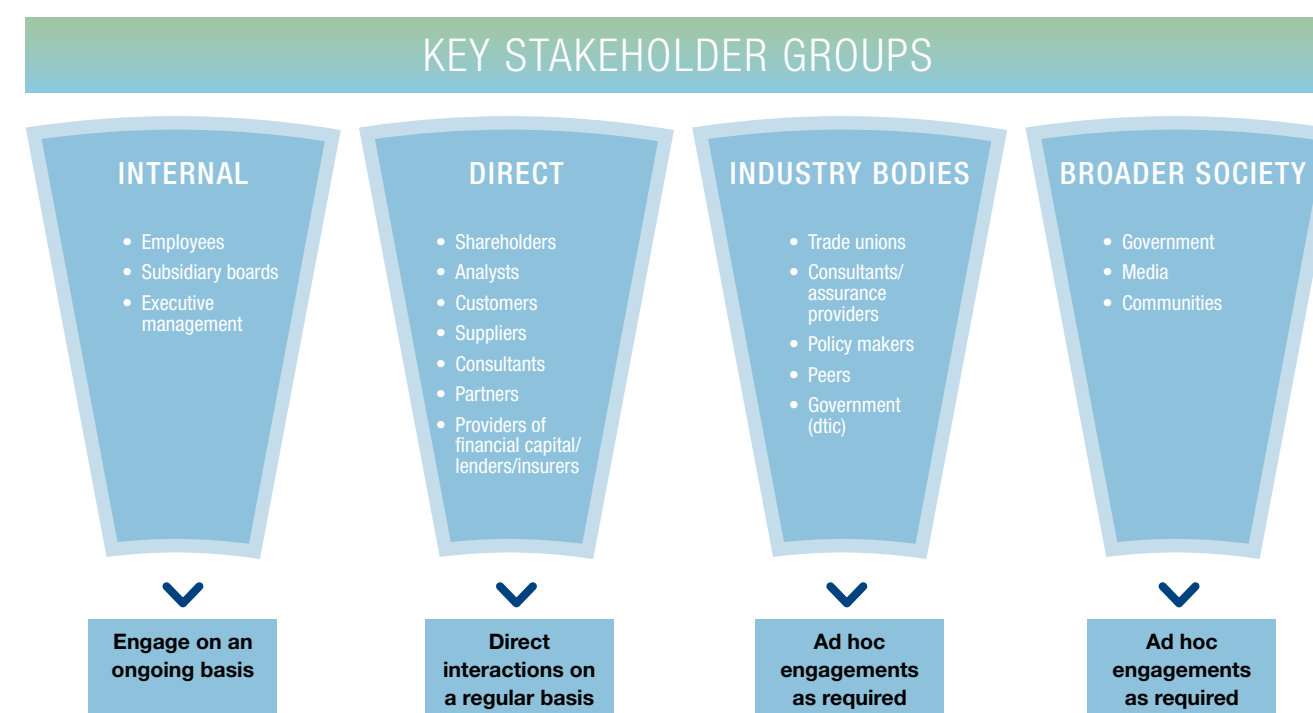 KEY STAKEHOLDER GROUPS
INTERNAL
• Employees
• Subsidiary boards
• Executive
management
Engage on an
ongoing basis
DIRECT
• Shareholders
• Analysts
• Customers
• Suppliers
• Consultants
• Partners
• Providers of
financial capital/
lenders/insurers
Direct
interactions on
a regular basis
INDUSTRY BODIES
• Trade unions
• Consultants/
assurance
providers
• Policy makers
• Peers
• Government
(dtic)
Ad hoc
engagements
as required
BROADER SOCIETY
• Government
• Media
• Communities
Ad hoc
engagements
as required